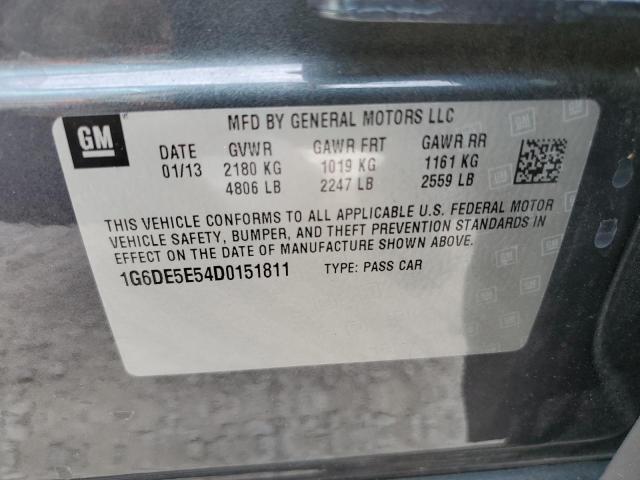 GM
MFD BY GENERAL MOTORS LLC
DATE GVWR GAWR FRT GAWR RR
01/13 2180 KG 1019 KG 1161 KG
4806 LB 2247 LB 2559 LB
THIS VEHICLE CONFORMS TO ALL APPLICABLE U.S. FEDERAL MOTOR
VEHICLE SAFETY, BUMPER, AND THEFT PREVENTION STANDARDS IN
EFFECT ON THE DATE OF MANUFACTURE SHOWN ABOVE.
1G6DE5E54D0151811 TYPE: PASS CAR